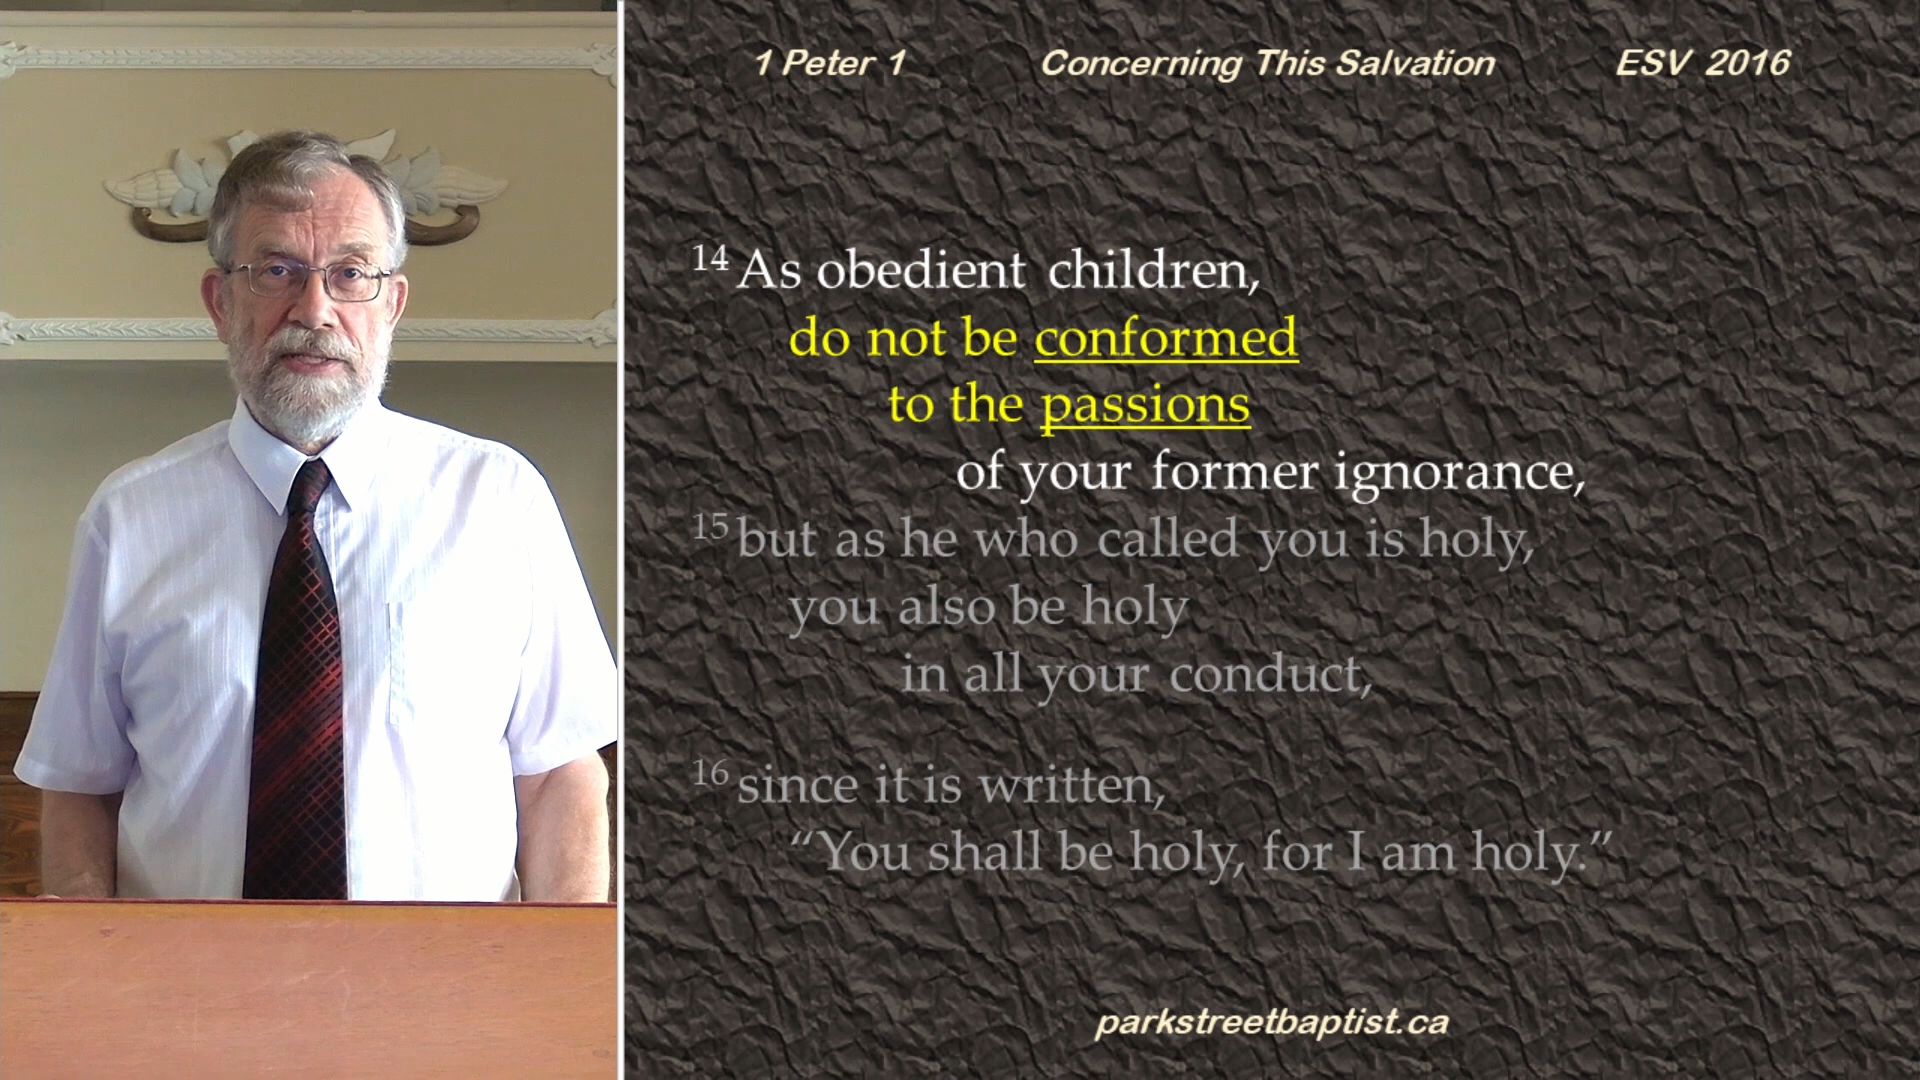 1 Peter 1 Concerning This Salvation ESV 2016
14 As obedient children,
do not be conformed
to the passions
of your former ignorance,
15 but as he who called you is holy,
you also be holy
in all your conduct,
16 since it is written,
“You shall be holy, for I am holy.”
parkstreetbaptist.ca